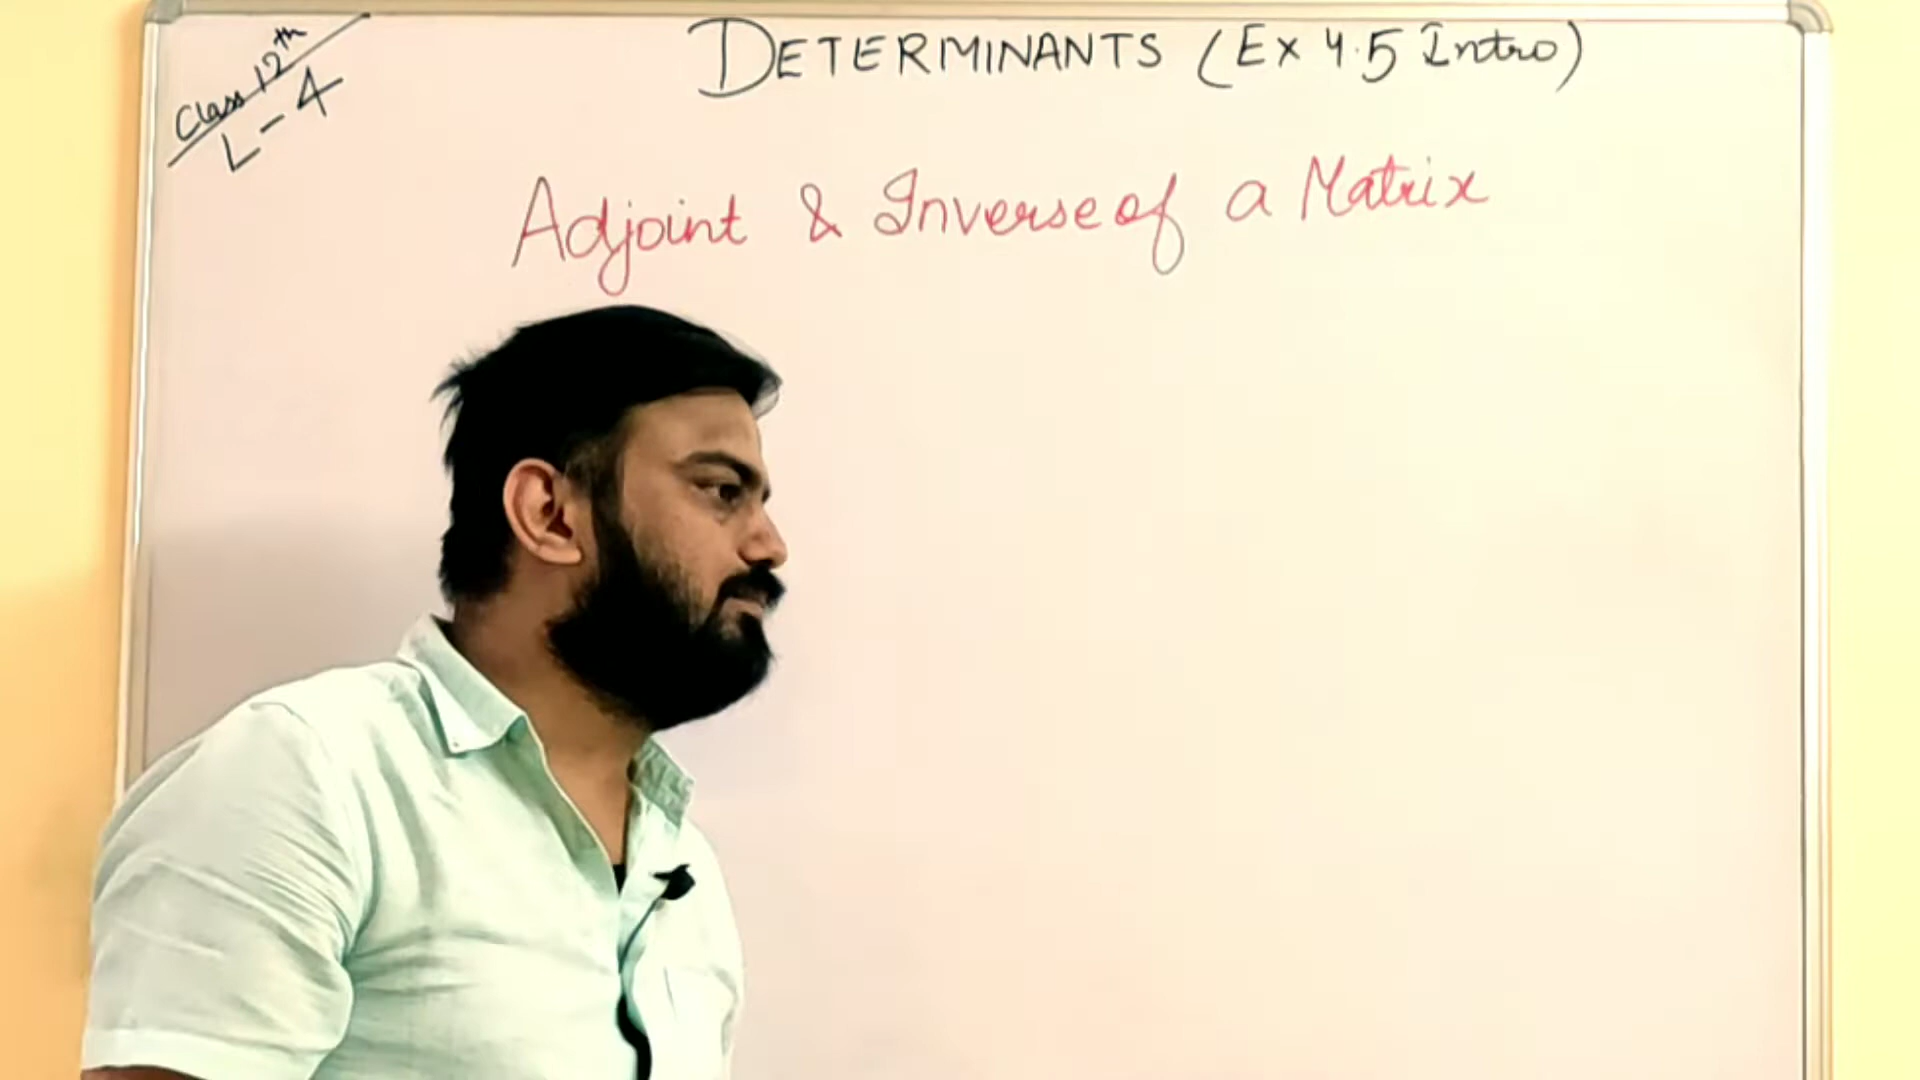 Class 12th
L-4
DETERMINANTS (Ex 4.5 Intro)
Adjoint & Inverse of a Matrix